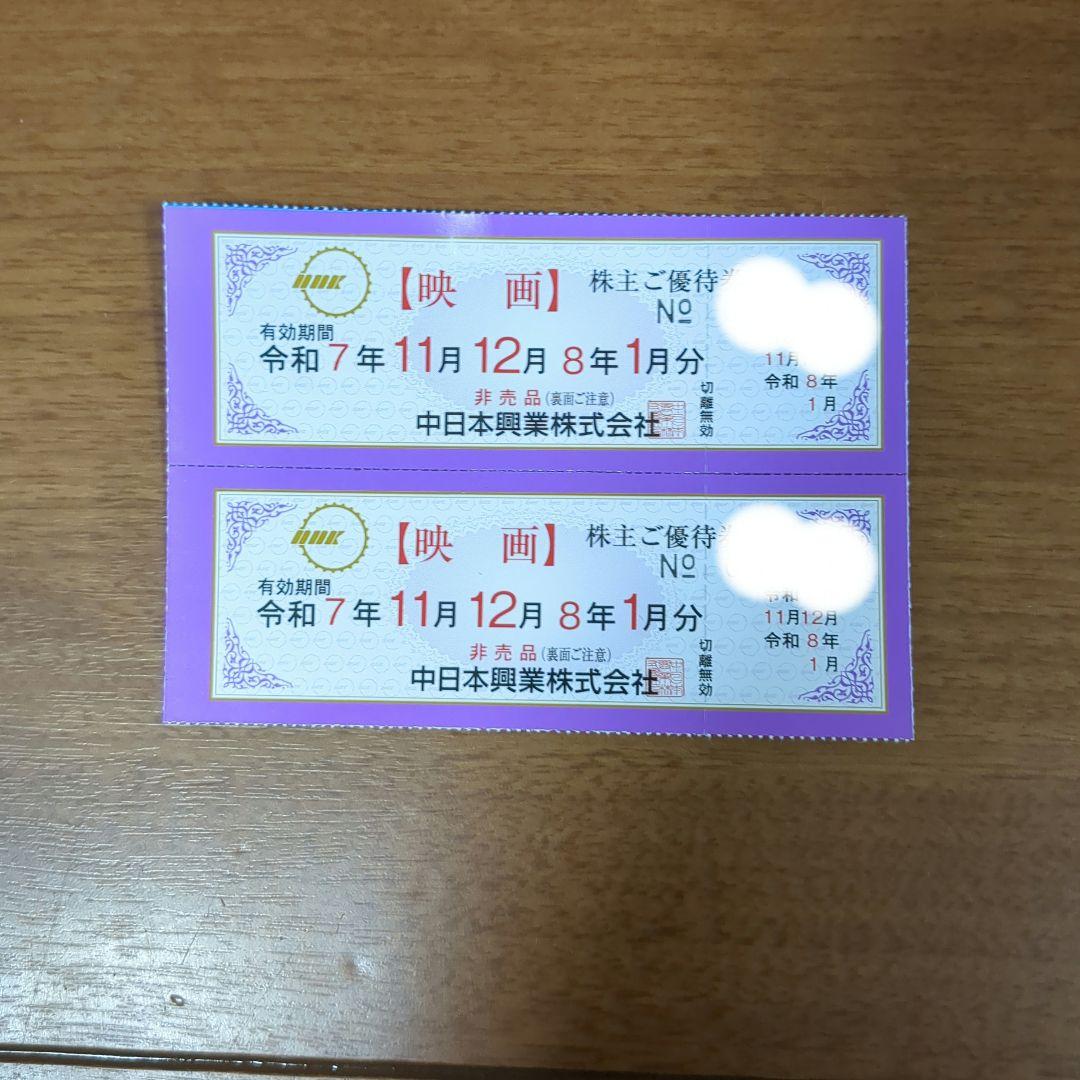 【映 画】 株主ご優待
No
有効期間
令和7年11月12月8年1月分
非売品(裏面ご注意)
中日本興業株式会社
切離無効
11月
令和8年
1月
【映 画】 株主ご優待
No
有効期間
令和7年11月12月8年1月分
非売品(裏面ご注意)
中日本興業株式会社
切離無効
11月12月
令和8年
1月